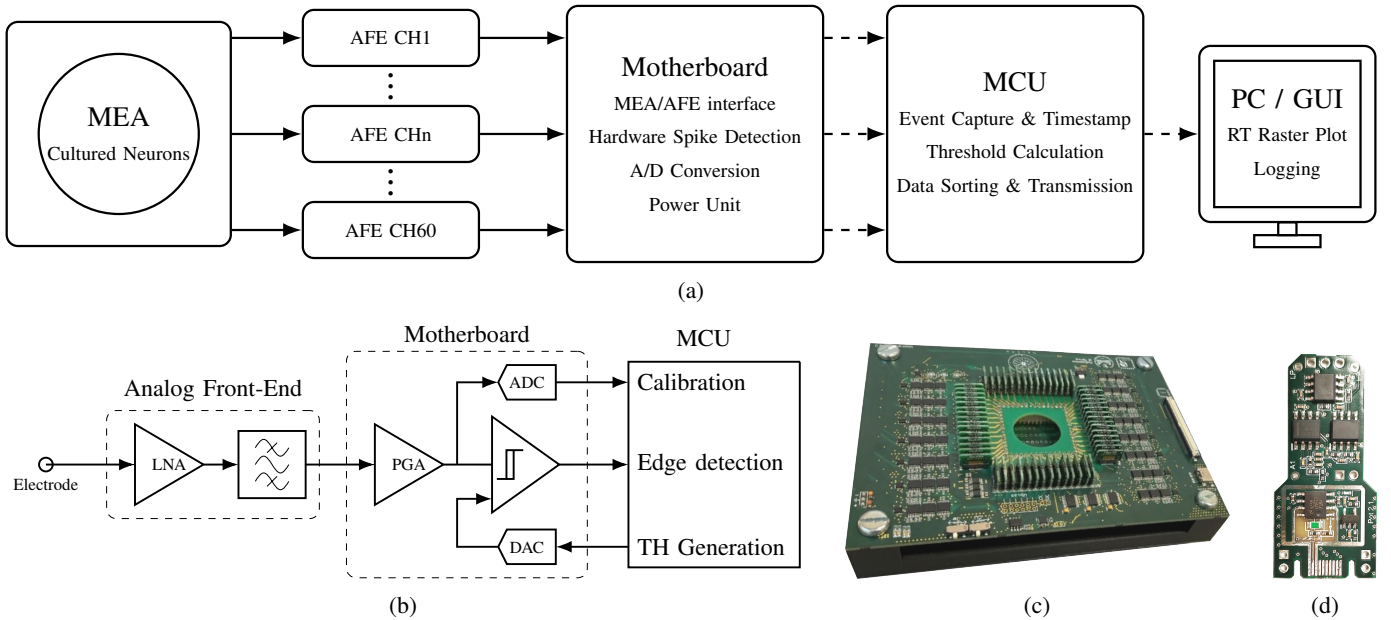 MEA
Cultured Neurons
AFE CH1
AFE CHn
AFE CH60
Motherboard
MEA/AFE interface
Hardware Spike Detection
A/D Conversion
Power Unit
MCU
Event Capture & Timestamp
Threshold Calculation
Data Sorting & Transmission
PC / GUI
RT Raster Plot
Logging
(a)
Electrode
Analog Front-End
LNA
Motherboard
PGA
ADC
DAC
MCU
Calibration
Edge detection
TH Generation
(b)
(c)
A1
(d)